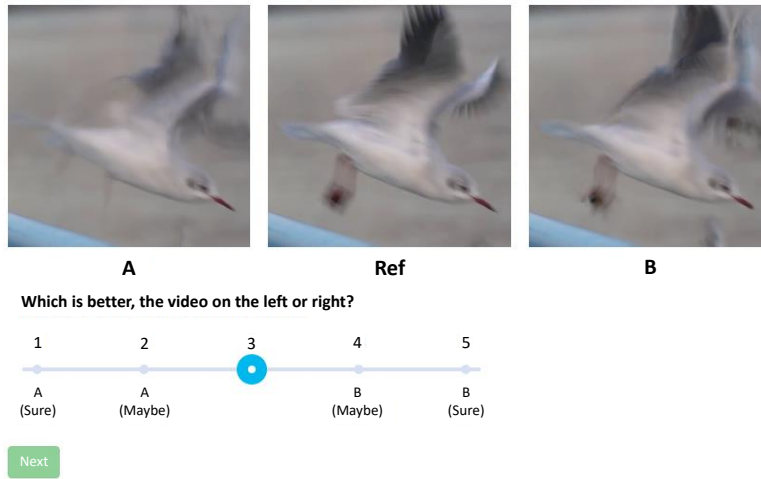 A Ref B
Which is better, the video on the left or right?
1 2 3 4 5
A A B B
(Sure) (Maybe) (Maybe) (Sure)
Next